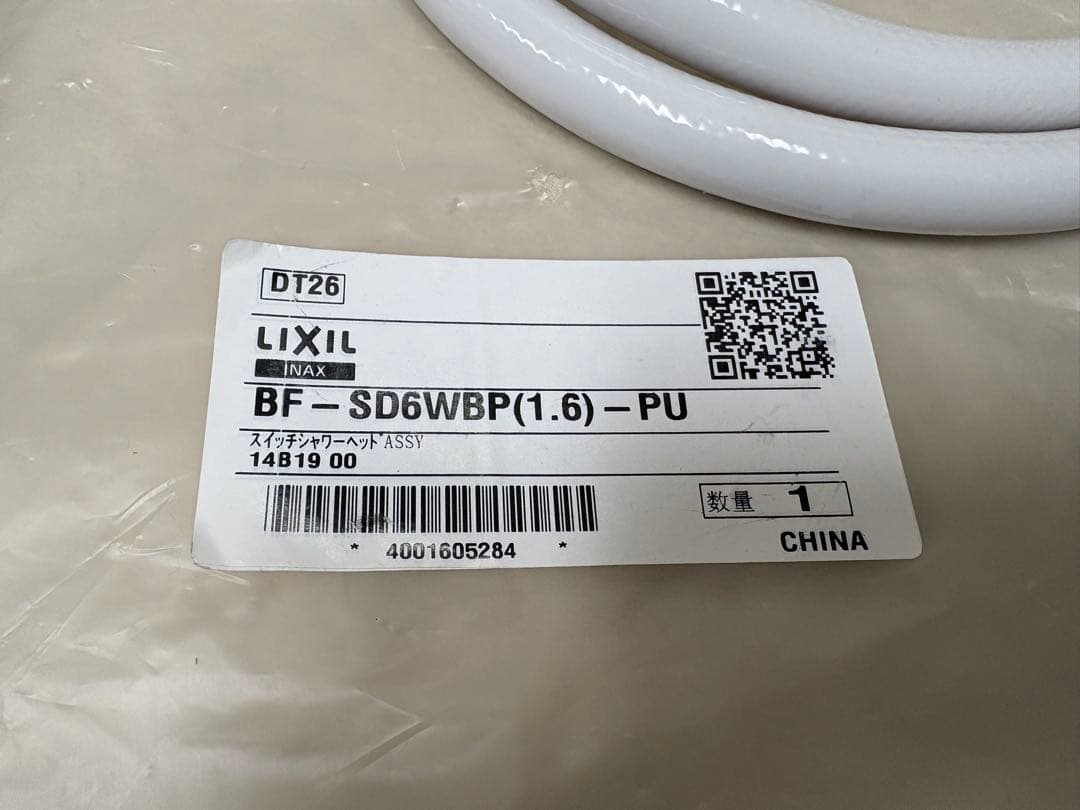 DT26
LIXIL
INAX
BF-SD6WBP(1.6)-PU
スイッチシャワーヘッドASSY
14B19 00
数量 1
* 4001605284 *
CHINA